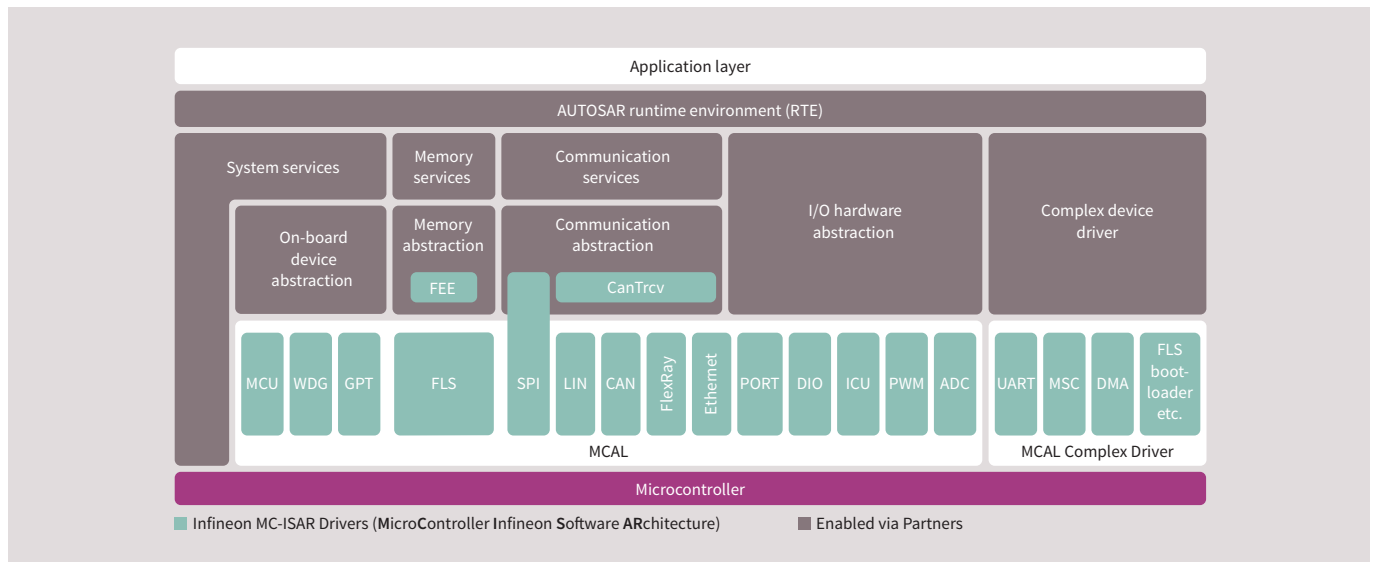 Application layer
AUTOSAR runtime environment (RTE)
System services
Memory
services
Communication
services
I/O hardware
abstraction
Complex device
driver
On-board
device
abstraction
Memory
abstraction
FEE
Communication
abstraction
CanTrcv
MCU
WDG
GPT
FLS
SPI
LIN
CAN
FlexRay
Ethernet
PORT
DIO
ICU
PWM
ADC
UART
MSC
DMA
FLS
boot-
loader
etc.
MCAL
MCAL Complex Driver
Microcontroller
Infineon MC-ISAR Drivers (MicroController Infineon Software ARchitecture)
Enabled via Partners